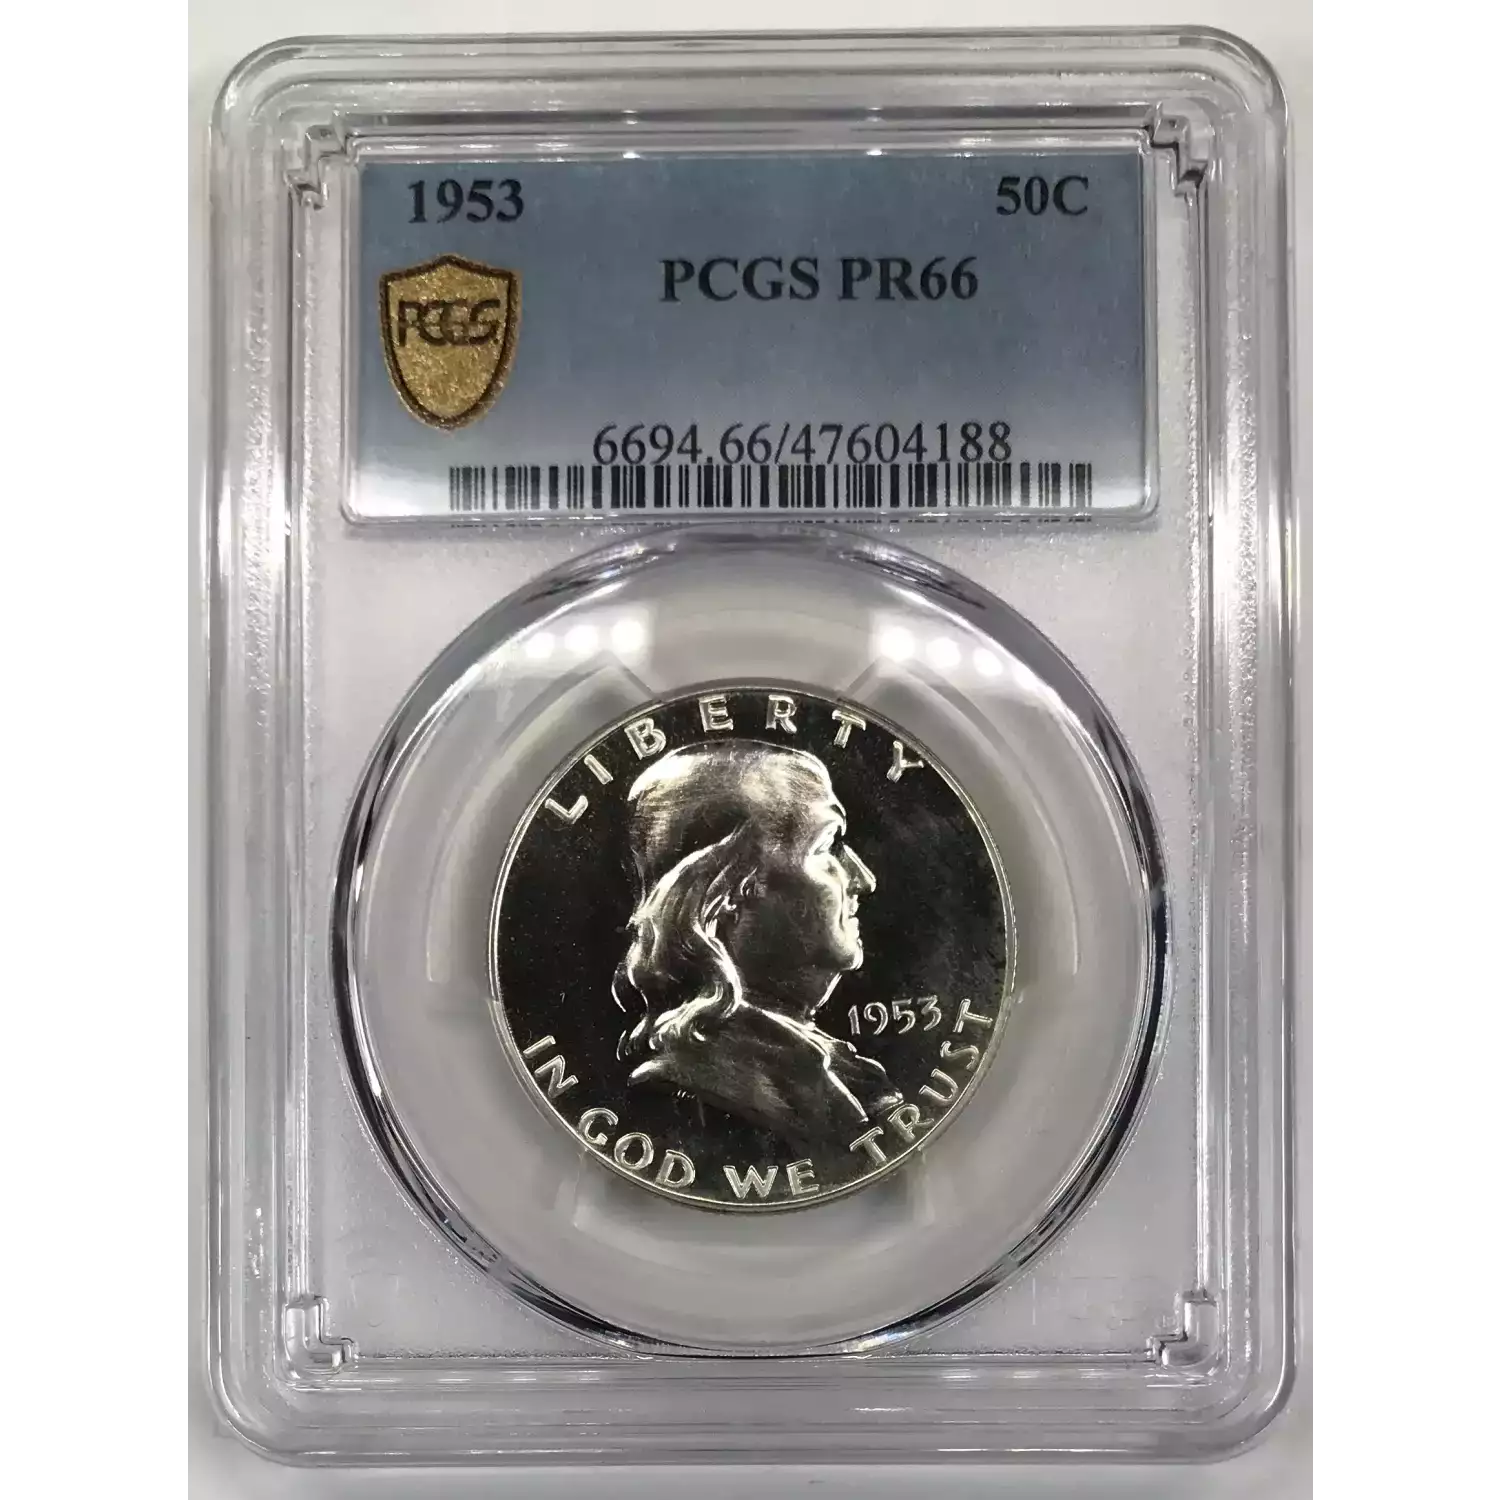 1953 50C
PCGS PR66
PCGS
6694.66/47604188
LIBERTY
1953
IN GOD WE TRUST